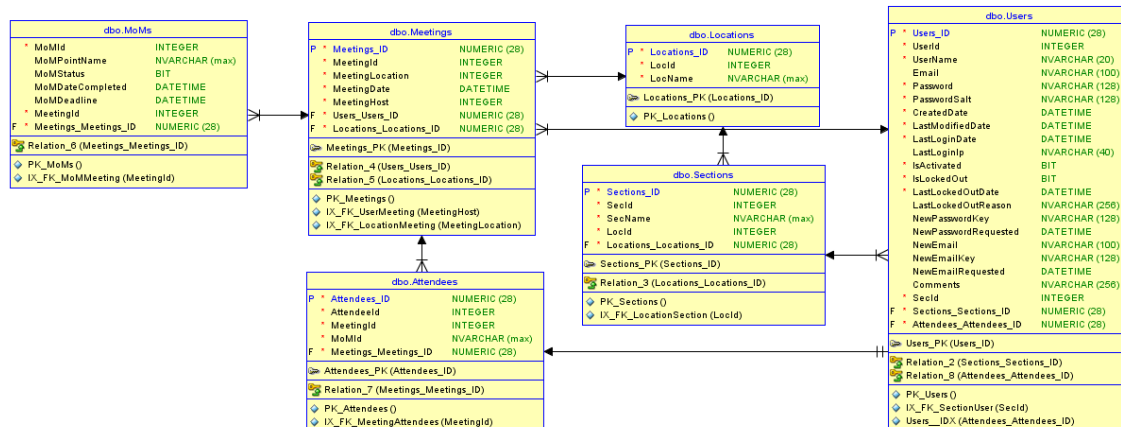 dbo.MoMs
* MoMId INTEGER
MoMPointName NVARCHAR (max)
MoMStatus BIT
MoMDateCompleted DATETIME
MoMDeadline DATETIME
* MeetingId INTEGER
F * Meetings_Meetings_ID NUMERIC (28)
Relation_6 (Meetings_Meetings_ID)
PK_MoMs ()
IX_FK_MoMMeeting (MeetingId)
dbo.Meetings
P * Meetings_ID NUMERIC (28)
* MeetingId INTEGER
* MeetingLocation INTEGER
* MeetingDate DATETIME
* MeetingHost INTEGER
F * Users_Users_ID NUMERIC (28)
F * Locations_Locations_ID NUMERIC (28)
Meetings_PK (Meetings_ID)
Relation_4 (Users_Users_ID)
Relation_5 (Locations_Locations_ID)
PK_Meetings ()
IX_FK_UserMeeting (MeetingHost)
IX_FK_LocationMeeting (MeetingLocation)
dbo.Locations
P * Locations_ID NUMERIC (28)
* LocId INTEGER
* LocName NVARCHAR (max)
Locations_PK (Locations_ID)
PK_Locations ()
dbo.Users
P * Users_ID NUMERIC (28)
* UserId INTEGER
* UserName NVARCHAR (20)
Email NVARCHAR (100)
* Password NVARCHAR (128)
* PasswordSalt NVARCHAR (128)
* CreatedDate DATETIME
* LastModifiedDate DATETIME
* LastLoginDate DATETIME
LastLoginIp NVARCHAR (40)
* IsActivated BIT
* IsLockedOut BIT
* LastLockedOutDate DATETIME
LastLockedOutReason NVARCHAR (256)
NewPasswordKey NVARCHAR (128)
NewPasswordRequested DATETIME
NewEmail NVARCHAR (100)
NewEmailKey NVARCHAR (128)
NewEmailRequested DATETIME
Comments NVARCHAR (256)
* SecId INTEGER
F * Sections_Sections_ID NUMERIC (28)
F * Attendees_Attendees_ID NUMERIC (28)
Users_PK (Users_ID)
Relation_2 (Sections_Sections_ID)
Relation_8 (Attendees_Attendees_ID)
PK_Users ()
IX_FK_SectionUser (SecId)
Users__IDX (Attendees_Attendees_ID)
dbo.Sections
P * Sections_ID NUMERIC (28)
* SecId INTEGER
* SecName NVARCHAR (max)
* LocId INTEGER
F * Locations_Locations_ID NUMERIC (28)
Sections_PK (Sections_ID)
Relation_3 (Locations_Locations_ID)
PK_Sections ()
IX_FK_LocationSection (LocId)
dbo.Attendees
P * Attendees_ID NUMERIC (28)
* AttendeeId INTEGER
* MeetingId INTEGER
* MoMId NVARCHAR (max)
F * Meetings_Meetings_ID NUMERIC (28)
Attendees_PK (Attendees_ID)
Relation_7 (Meetings_Meetings_ID)
PK_Attendees ()
IX_FK_MeetingAttendees (MeetingId)